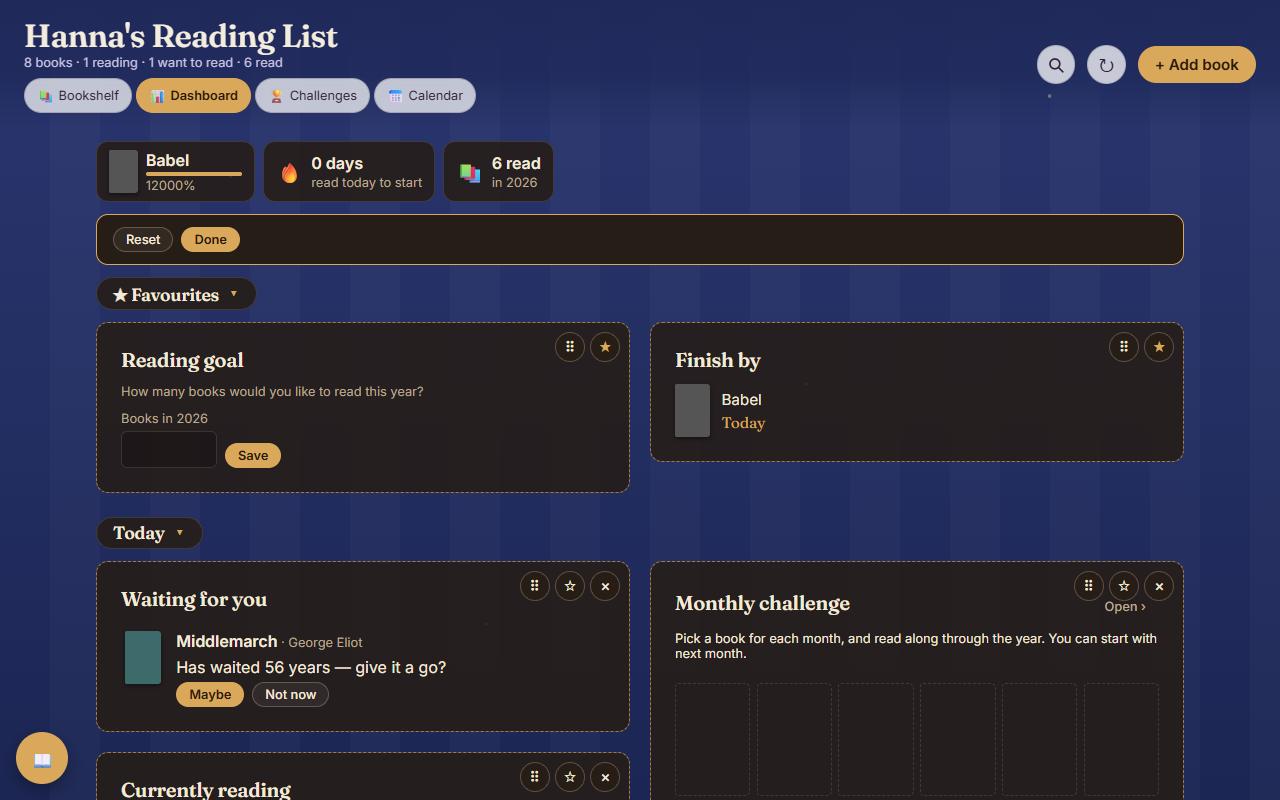 Hanna's Reading List
8 books · 1 reading · 1 want to read · 6 read
Bookshelf
Dashboard
Challenges
Calendar
+ Add book
Babel
12000%
0 days
read today to start
6 read
in 2026
Reset
Done
★ Favourites
Reading goal
How many books would you like to read this year?
Books in 2026
Save
Finish by
Babel
Today
Today
Waiting for you
Middlemarch · George Eliot
Has waited 56 years — give it a go?
Maybe
Not now
Monthly challenge
Open ›
Pick a book for each month, and read along through the year. You can start with
next month.
Currently reading